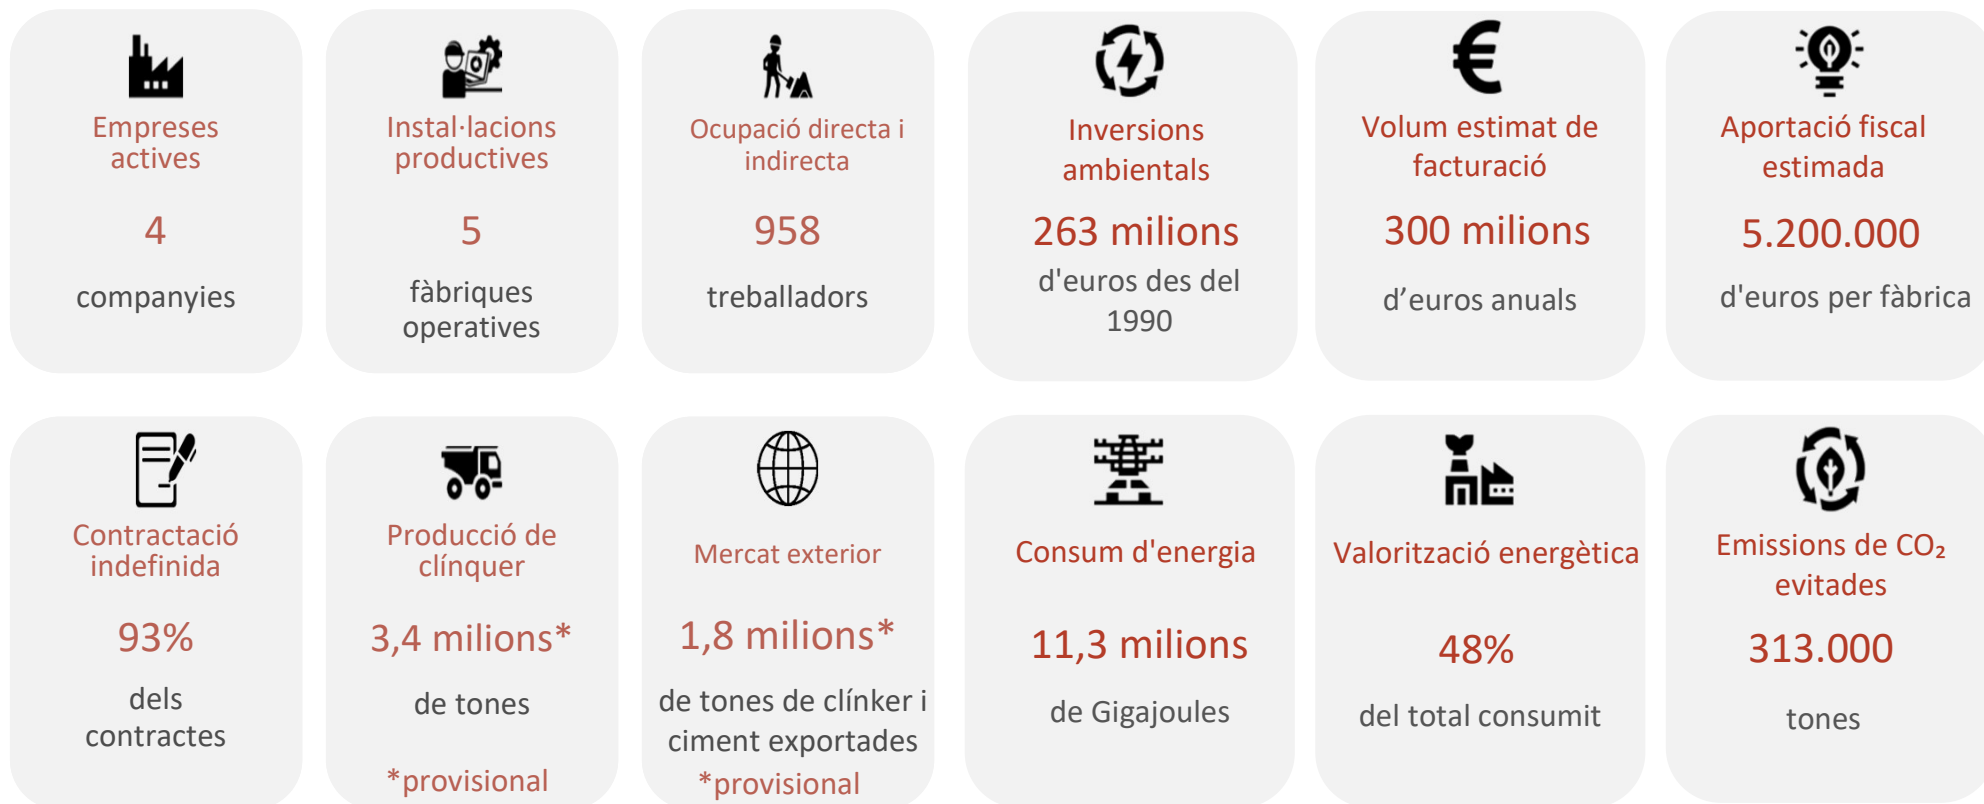 Empreses
actives
4
companyies
Instal·lacions
productives
5
fàbriques
operatives
Ocupació directa i
indirecta
958
treballadors
Inversions
ambientals
263 milions
d'euros des del
1990
Volum estimat de
facturació
300 milions
d’euros anuals
Aportació fiscal
estimada
5.200.000
d'euros per fàbrica
Contractació
indefinida
93%
dels
contractes
Producció de
clínquer
3,4 milions*
de tones
*provisional
Mercat exterior
1,8 milions*
de tones de clínker i
ciment exportades
*provisional
Consum d'energia
11,3 milions
de Gigajoules
Valorització energètica
48%
del total consumit
Emissions de CO₂
evitades
313.000
tones